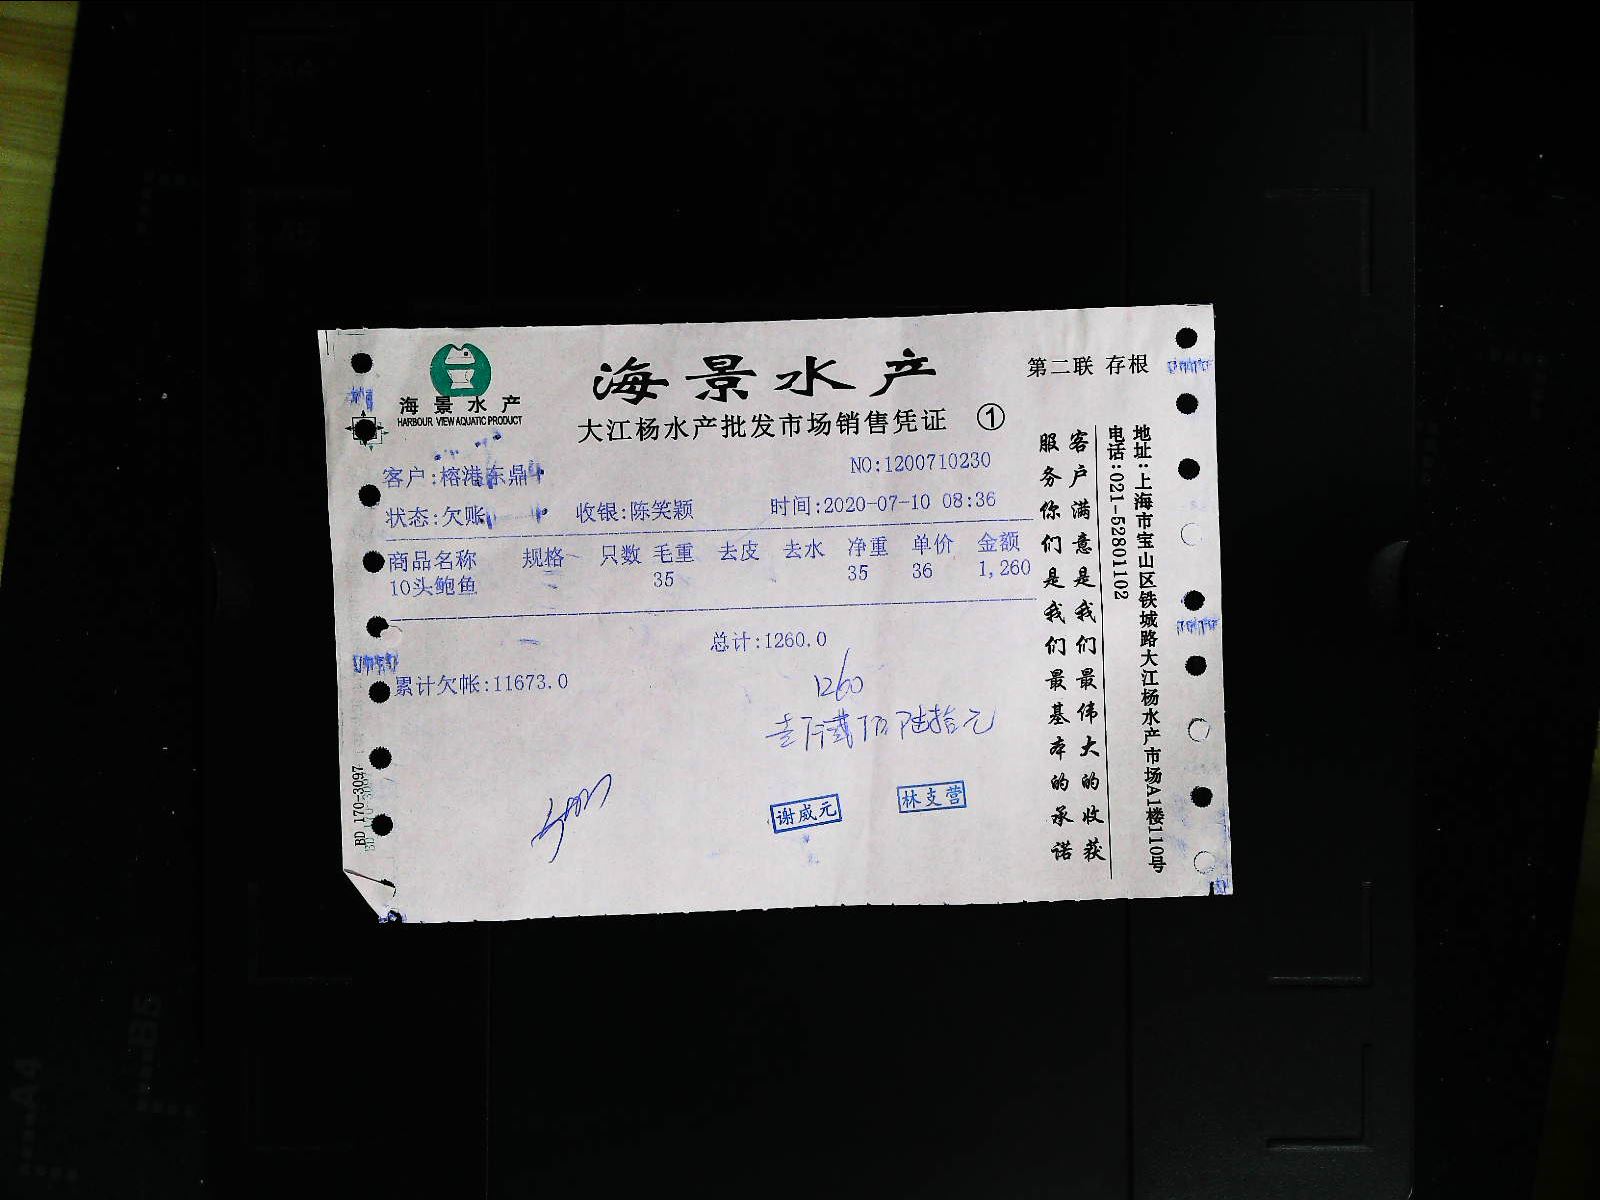 海景水产
HARBOUR VIEW AQUATIC PRODUCT
海景水产
大江杨水产批发市场销售凭证 ①
第二联 存根
客户:榕港东鼎
NO:1200710230
状态:欠账 收银:陈笑颖 时间:2020-07-10 08:36
商品名称 规格 只数 毛重 去皮 去水 净重 单价 金额
10头鲍鱼 35 35 36 1,260
总计:1260.0
累计欠帐:11673.0
1260
壹仟贰佰陆拾元
谢威元
林支营
客户满意是我们最伟大的收获
服务你们是我们最基本的承诺
地址:上海市宝山区铁城路大江杨水产市场A1楼110号
电话:021-52801102
BD 170-3097